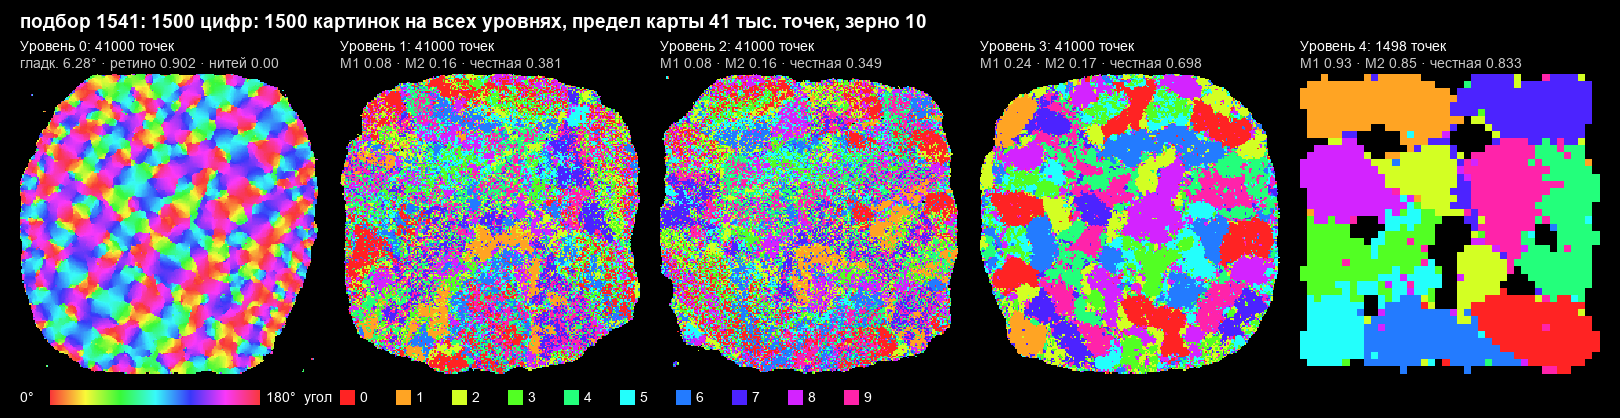 подбор 1541: 1500 цифр: 1500 картинок на всех уровнях, предел карты 41 тыс. точек, зерно 10
Уровень 0: 41000 точек
гладк. 6.28° · ретино 0.902 · нитей 0.00
Уровень 1: 41000 точек
M1 0.08 · M2 0.16 · честная 0.381
Уровень 2: 41000 точек
M1 0.08 · M2 0.16 · честная 0.349
Уровень 3: 41000 точек
M1 0.24 · M2 0.17 · честная 0.698
Уровень 4: 1498 точек
M1 0.93 · M2 0.85 · честная 0.833
0° 180° угол 0 1 2 3 4 5 6 7 8 9